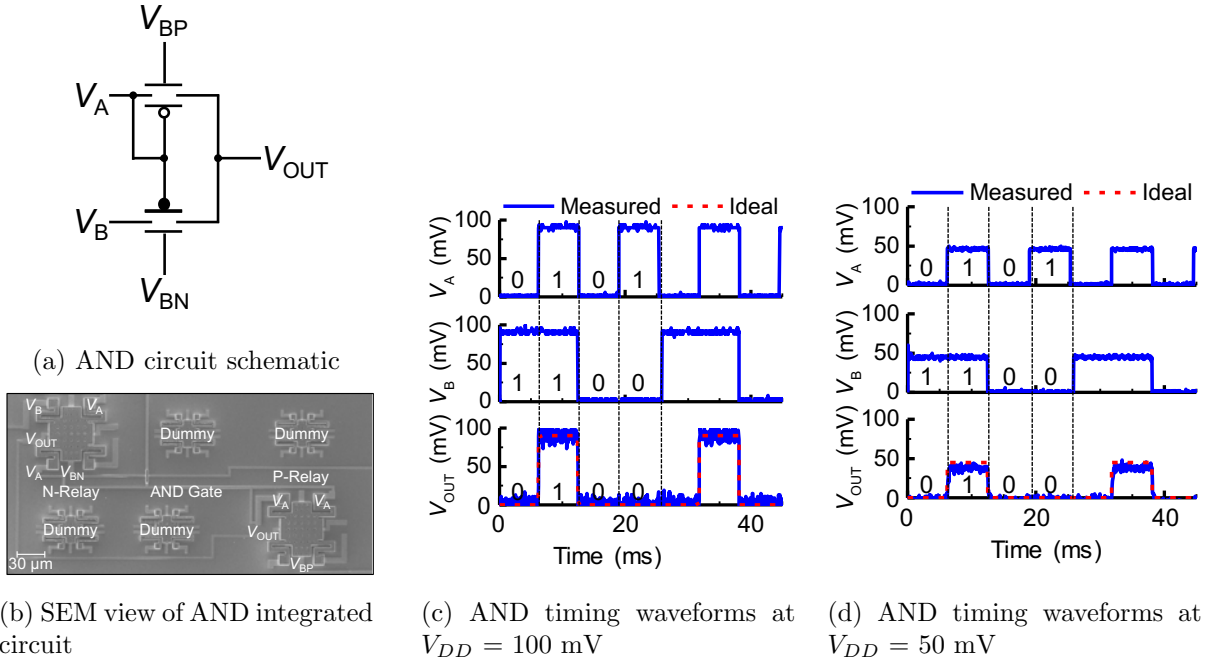 V_BP
V_A
V_OUT
V_B
V_BN
(a) AND circuit schematic
V_B V_A
Dummy Dummy
V_OUT
V_A V_BN
P-Relay
N-Relay AND Gate
V_A V_A
Dummy Dummy
V_OUT
V_BP
30 µm
(b) SEM view of AND integrated
circuit
Measured Ideal
100
50
0
V_A (mV)
0 1 0 1
100
50
0
V_B (mV)
1 1 0 0
100
50
0
V_OUT (mV)
0 1 0 0
0 20 40
Time (ms)
(c) AND timing waveforms at
V_DD = 100 mV
Measured Ideal
100
50
0
V_A (mV)
0 1 0 1
100
50
0
V_B (mV)
1 1 0 0
100
50
0
V_OUT (mV)
0 1 0 0
0 20 40
Time (ms)
(d) AND timing waveforms at
V_DD = 50 mV